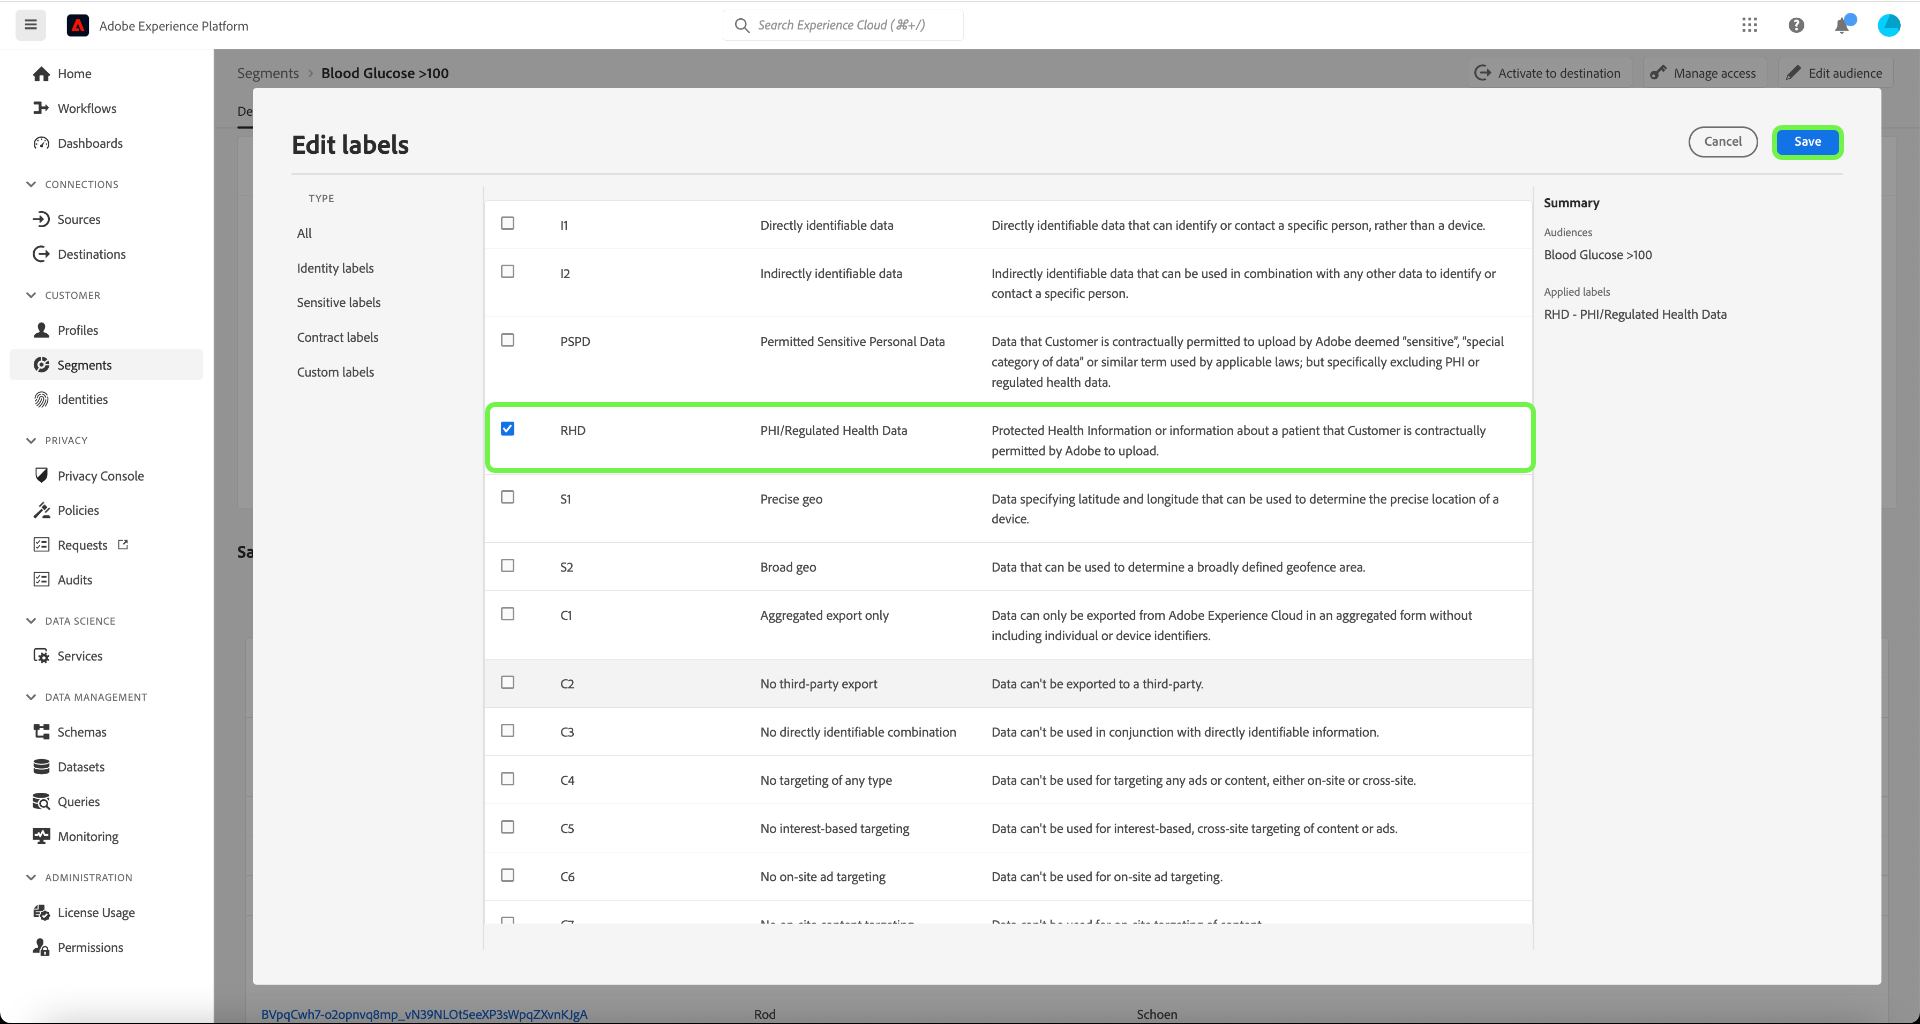 Adobe Experience Platform
Search Experience Cloud (⌘+/)
Home
Workflows
Dashboards
CONNECTIONS
Sources
Destinations
CUSTOMER
Profiles
Segments
Identities
PRIVACY
Privacy Console
Policies
Requests
Audits
DATA SCIENCE
Services
DATA MANAGEMENT
Schemas
Datasets
Queries
Monitoring
ADMINISTRATION
License Usage
Permissions
Segments > Blood Glucose >100
Activate to destination
Manage access
Edit audience
De
Sa
Edit labels
Cancel
Save
TYPE
All
Identity labels
Sensitive labels
Contract labels
Custom labels
I1 Directly identifiable data Directly identifiable data that can identify or contact a specific person, rather than a device.
I2 Indirectly identifiable data Indirectly identifiable data that can be used in combination with any other data to identify or
contact a specific person.
PSPD Permitted Sensitive Personal Data Data that Customer is contractually permitted to upload by Adobe deemed "sensitive", "special
category of data" or similar term used by applicable laws; but specifically excluding PHI or
regulated health data.
RHD PHI/Regulated Health Data Protected Health Information or information about a patient that Customer is contractually
permitted by Adobe to upload.
S1 Precise geo Data specifying latitude and longitude that can be used to determine the precise location of a
device.
S2 Broad geo Data that can be used to determine a broadly defined geofence area.
C1 Aggregated export only Data can only be exported from Adobe Experience Cloud in an aggregated form without
including individual or device identifiers.
C2 No third-party export Data can't be exported to a third-party.
C3 No directly identifiable combination Data can't be used in conjunction with directly identifiable information.
C4 No targeting of any type Data can't be used for targeting any ads or content, either on-site or cross-site.
C5 No interest-based targeting Data can't be used for interest-based, cross-site targeting of content or ads.
C6 No on-site ad targeting Data can't be used for on-site ad targeting.
C7 No on-site content targeting Data can't be used for on-site targeting of content.
Summary
Audiences
Blood Glucose >100
Applied labels
RHD - PHI/Regulated Health Data
BVpqCwh7-o2opnvq8mp_vN39NLOt5eeXP3sWpqZXvnKJgA Rod Schoen